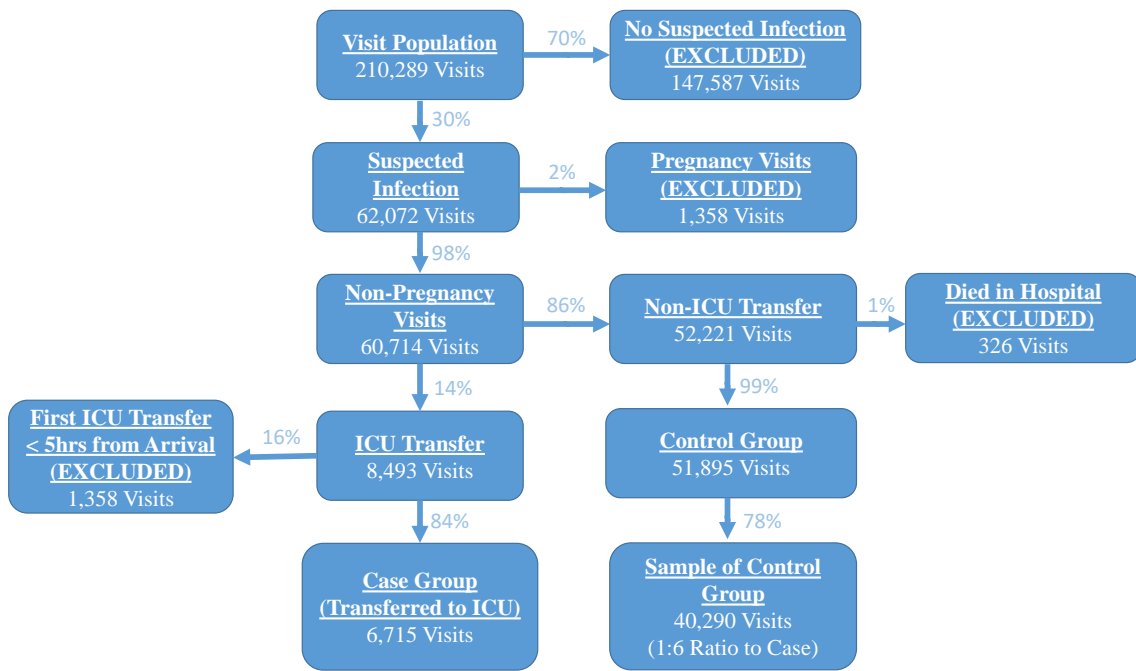 Visit Population
210,289 Visits
70%
No Suspected Infection
(EXCLUDED)
147,587 Visits
30%
Suspected
Infection
62,072 Visits
2%
Pregnancy Visits
(EXCLUDED)
1,358 Visits
98%
Non-Pregnancy
Visits
60,714 Visits
86%
Non-ICU Transfer
52,221 Visits
1%
Died in Hospital
(EXCLUDED)
326 Visits
14%
99%
First ICU Transfer
< 5hrs from Arrival
(EXCLUDED)
1,358 Visits
16%
ICU Transfer
8,493 Visits
Control Group
51,895 Visits
84%
78%
Case Group
(Transferred to ICU)
6,715 Visits
Sample of Control
Group
40,290 Visits
(1:6 Ratio to Case)